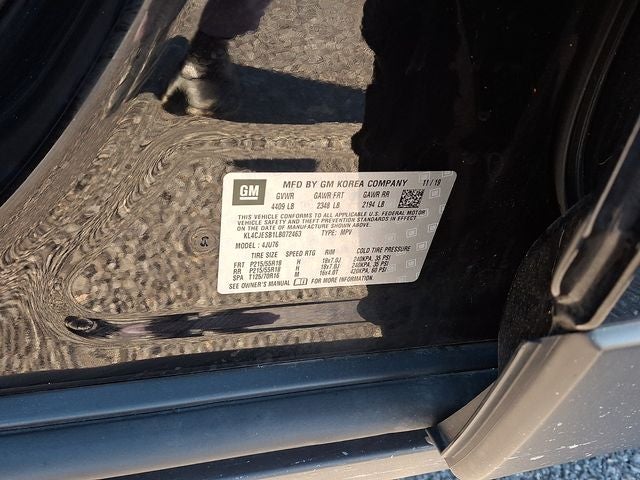 GM
MFD BY GM KOREA COMPANY 11 / 19
GVWR GAWR FRT GAWR RR
4409 LB 2348 LB 2194 LB
THIS VEHICLE CONFORMS TO ALL APPLICABLE U.S. FEDERAL MOTOR
VEHICLE SAFETY AND THEFT PREVENTION STANDARDS IN EFFECT
ON THE DATE OF MANUFACTURE SHOWN ABOVE.
KL4CJESB1LB072463 TYPE: MPV
MODEL : 4JU76
TIRE SIZE SPEED RTG RIM COLD TIRE PRESSURE
FRT P215/55R18 H 18x7.0J 240KPA, 35 PSI
RR P215/55R18 H 18x7.0J 240KPA, 35 PSI
SPA T125/70R16 M 16x4.0T 420KPA, 60 PSI
SEE OWNER'S MANUAL FOR MORE INFORMATION.